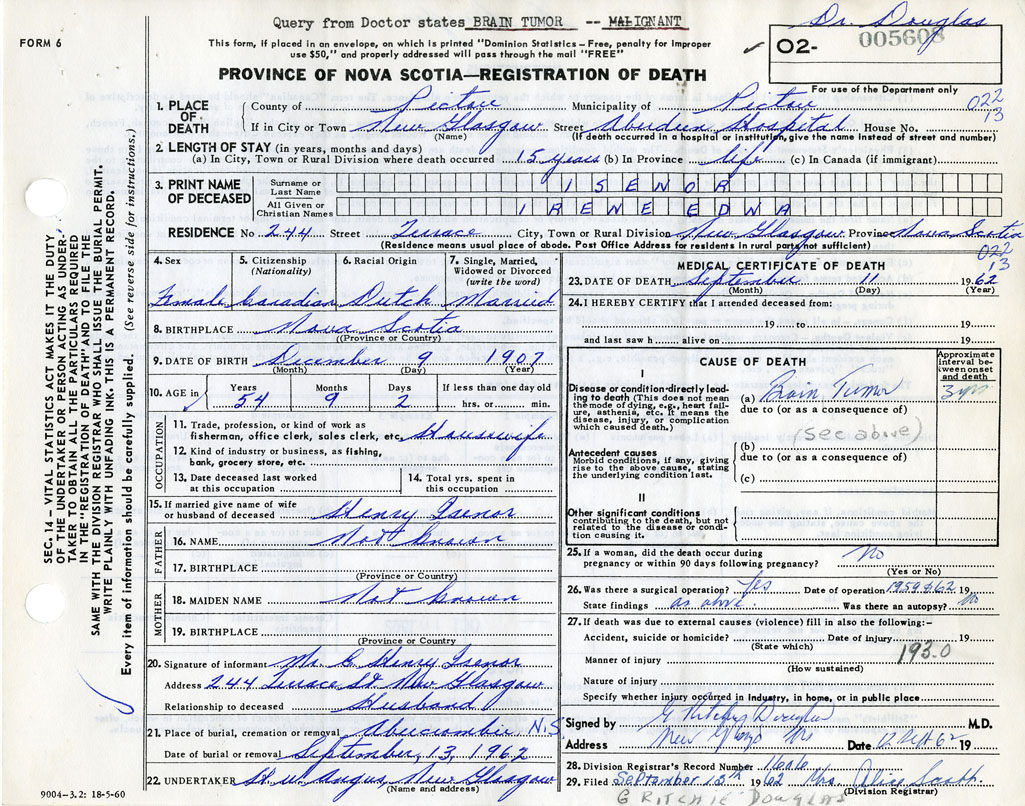 Query from Doctor states BRAIN TUMOR -- MALIGNANT
Dr. Douglas
FORM 6
This form, if placed in an envelope, on which is printed "Dominion Statistics – Free, penalty for improper
use $50," and properly addressed will pass through the mail "FREE"
O2- 005608
PROVINCE OF NOVA SCOTIA—REGISTRATION OF DEATH
For use of the Department only
022
13
1. PLACE OF DEATH
County of Pictou Municipality of Pictou
If in City or Town New Glasgow Street Aberdeen Hospital House No.
(Name) (If death occurred in hospital or institution, give the name instead of street and number)
2. LENGTH OF STAY (in years, months and days)
(a) In City, Town or Rural Division where death occurred 15 years (b) In Province life (c) In Canada (if immigrant)
3. PRINT NAME OF DECEASED
Surname or Last Name ISENOR
All Given or Christian Names IRENE EDNA
RESIDENCE No 244 Street Terrace City, Town or Rural Division New Glasgow Province Nova Scotia
(Residence means usual place of abode. Post Office Address for residents in rural parts not sufficient)
022
13
4. Sex Female
5. Citizenship (Nationality) Canadian
6. Racial Origin Dutch
7. Single, Married, Widowed or Divorced (write the word) Married
8. BIRTHPLACE Nova Scotia
(Province or Country)
9. DATE OF BIRTH December 9 1907
(Month) (Day) (Year)
10. AGE in Years 54 Months 9 Days 2 If less than one day old hrs. or min.
OCCUPATION
11. Trade, profession, or kind of work as fisherman, office clerk, sales clerk, etc. Housewife
12. Kind of industry or business, as fishing, bank, grocery store, etc.
13. Date deceased last worked at this occupation
14. Total yrs. spent in this occupation
15. If married give name of wife or husband of deceased Henry Isenor
FATHER
16. NAME Not known
17. BIRTHPLACE
(Province or Country)
MOTHER
18. MAIDEN NAME Not known
19. BIRTHPLACE
(Province or Country)
20. Signature of informant Mr. G. Henry Isenor
Address 244 Terrace St New Glasgow
Relationship to deceased Husband
21. Place of burial, cremation or removal Abercrombie N.S.
Date of burial or removal September, 13, 1962
22. UNDERTAKER Angus, New Glasgow
(Name and address)
9004-3.2: 18-5-60
SEC. 14 – VITAL STATISTICS ACT MAKES IT THE DUTY
OF THE UNDERTAKER OR PERSON ACTING AS UNDER-
TAKER TO OBTAIN ALL THE PARTICULARS REQUIRED
IN THE "REGISTRATION OF DEATH" AND TO FILE THE
SAME WITH THE DIVISION REGISTRAR WHO SHALL ISSUE THE BURIAL PERMIT.
WRITE PLAINLY WITH UNFADING INK-THIS IS A PERMANENT RECORD.
Every item of information should be carefully supplied. (See reverse side for instructions.)
MEDICAL CERTIFICATE OF DEATH
23. DATE OF DEATH September 11 1962
(Month) (Day) (Year)
24. I HEREBY CERTIFY that I attended deceased from:
19 to 19
and last saw h alive on 19
CAUSE OF DEATH
Approximate interval between onset and death
I
Disease or condition-directly leading to death (This does not mean the mode of dying, e.g., heart failure, asthenia, etc. It means the disease, injury, or complication which caused death.)
(a) Brain Tumor 3 yrs
due to (or as a consequence of)
(see above)
Antecedent causes
Morbid conditions, if any, giving rise to the above cause, stating the underlying condition last.
(b)
due to (or as a consequence of)
(c)
II
Other significant conditions
contributing to the death, but not related to the disease or condition causing it.
25. If a woman, did the death occur during pregnancy or within 90 days following pregnancy? No
(Yes or No)
26. Was there a surgical operation? Yes Date of operation 1959 & 62 19
State findings as above. Was there an autopsy? No
27. If death was due to external causes (violence) fill in also the following:-
Accident, suicide or homicide? Date of injury 19
(State which)
193.0
Manner of injury
(How sustained)
Nature of injury
Specify whether injury occurred in industry, in home, or in public place.
Signed by G Ritchie Douglas M.D.
Address New Glasgow NS Date 12 Sept 62 19
28. Division Registrar's Record Number
29. Filed September 13th 1962 Mrs. Alice
(Division Registrar)
G RITCHIE DOUGLAS